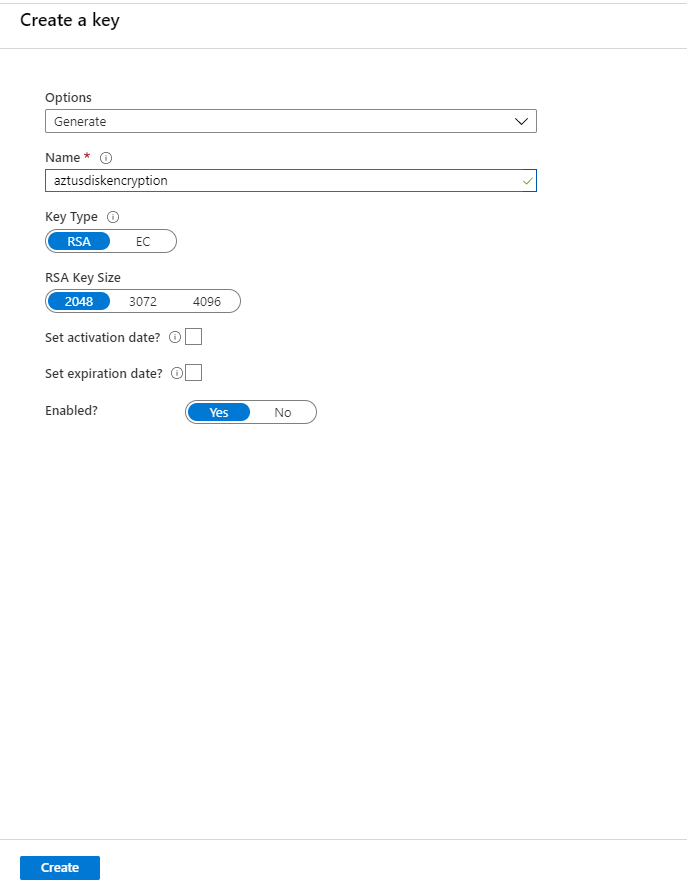 Create a key
Options
Generate
Name *
aztusdiskencryption
Key Type
RSA EC
RSA Key Size
2048 3072 4096
Set activation date?
Set expiration date?
Enabled? Yes No
Create